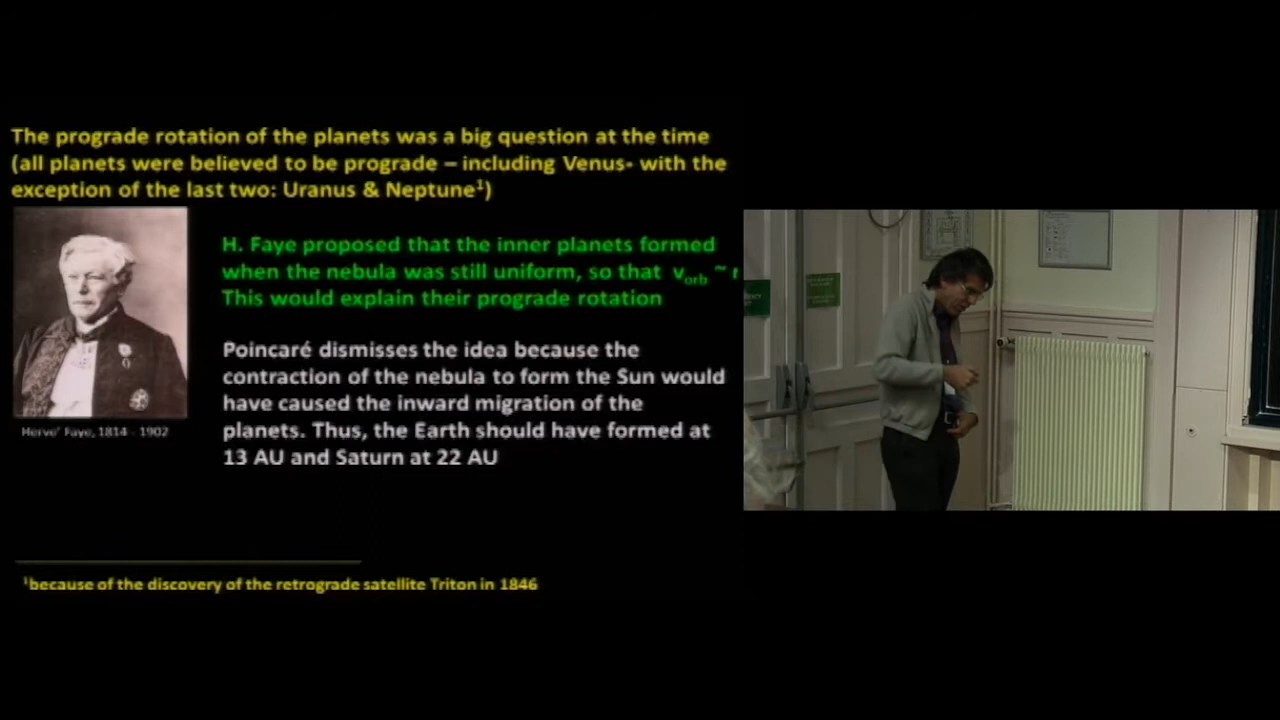 The prograde rotation of the planets was a big question at the time
(all planets were believed to be prograde – including Venus- with the
exception of the last two: Uranus & Neptune¹)
H. Faye proposed that the inner planets formed
when the nebula was still uniform, so that v_orb ~ r
This would explain their prograde rotation
Poincaré dismisses the idea because the
contraction of the nebula to form the Sun would
have caused the inward migration of the
planets. Thus, the Earth should have formed at
13 AU and Saturn at 22 AU
Herve' Faye, 1814 - 1902
¹because of the discovery of the retrograde satellite Triton in 1846